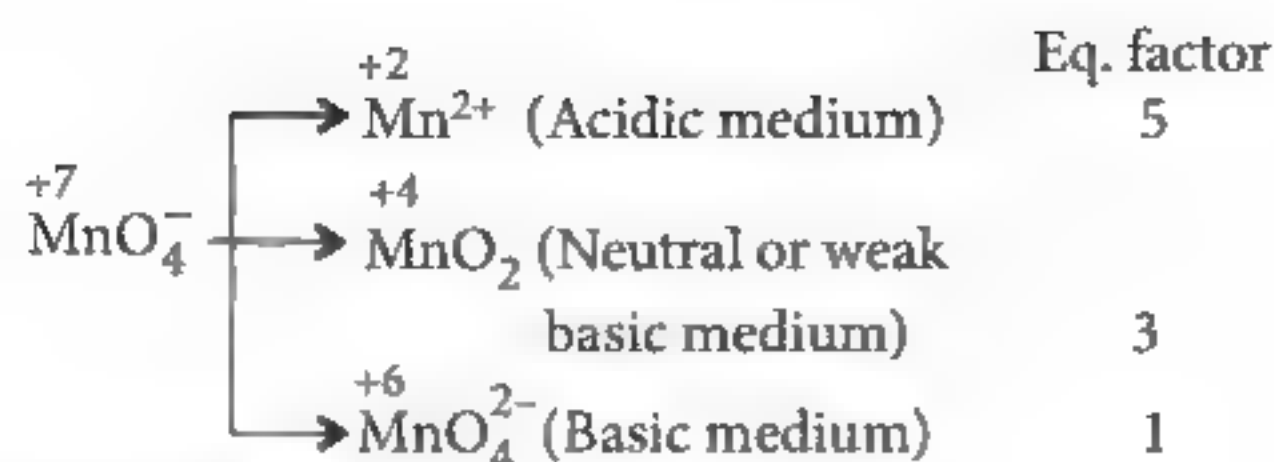 Eq. factor
+2
Mn²⁺ (Acidic medium) 5
+7 +4
MnO₄⁻ MnO₂ (Neutral or weak
basic medium) 3
+6
MnO₄²⁻ (Basic medium) 1